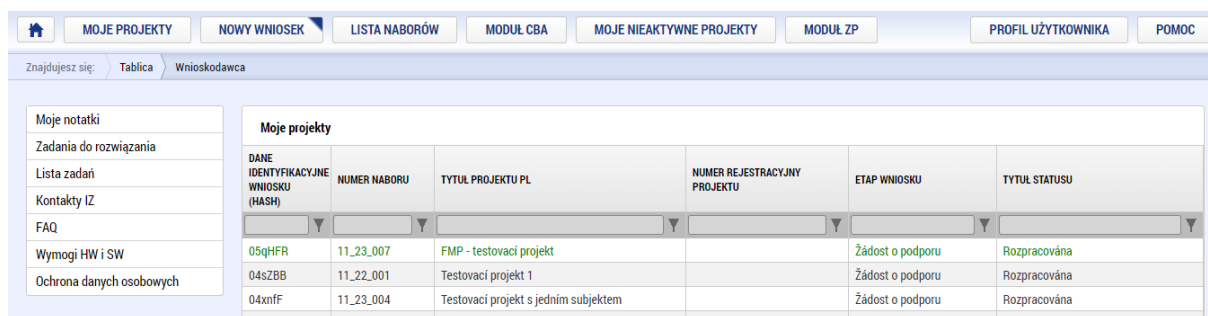 MOJE PROJEKTY NOWY WNIOSEK LISTA NABORÓW MODUŁ CBA MOJE NIEAKTYWNE PROJEKTY MODUŁ ZP PROFIL UŻYTKOWNIKA POMOC
Znajdujesz się: Tablica Wnioskodawca
Moje notatki
Zadania do rozwiązania
Lista zadań
Kontakty IZ
FAQ
Wymogi HW i SW
Ochrona danych osobowych
Moje projekty
DANE IDENTYFIKACYJNE WNIOSKU (HASH) NUMER NABORU TYTUŁ PROJEKTU PL NUMER REJESTRACYJNY PROJEKTU ETAP WNIOSKU TYTUŁ STATUSU
05qHFR 11_23_007 FMP - testovací projekt Žádost o podporu Rozpracována
04sZBB 11_22_001 Testovací projekt 1 Žádost o podporu Rozpracována
04xnfF 11_23_004 Testovací projekt s jedním subjektem Žádost o podporu Rozpracována